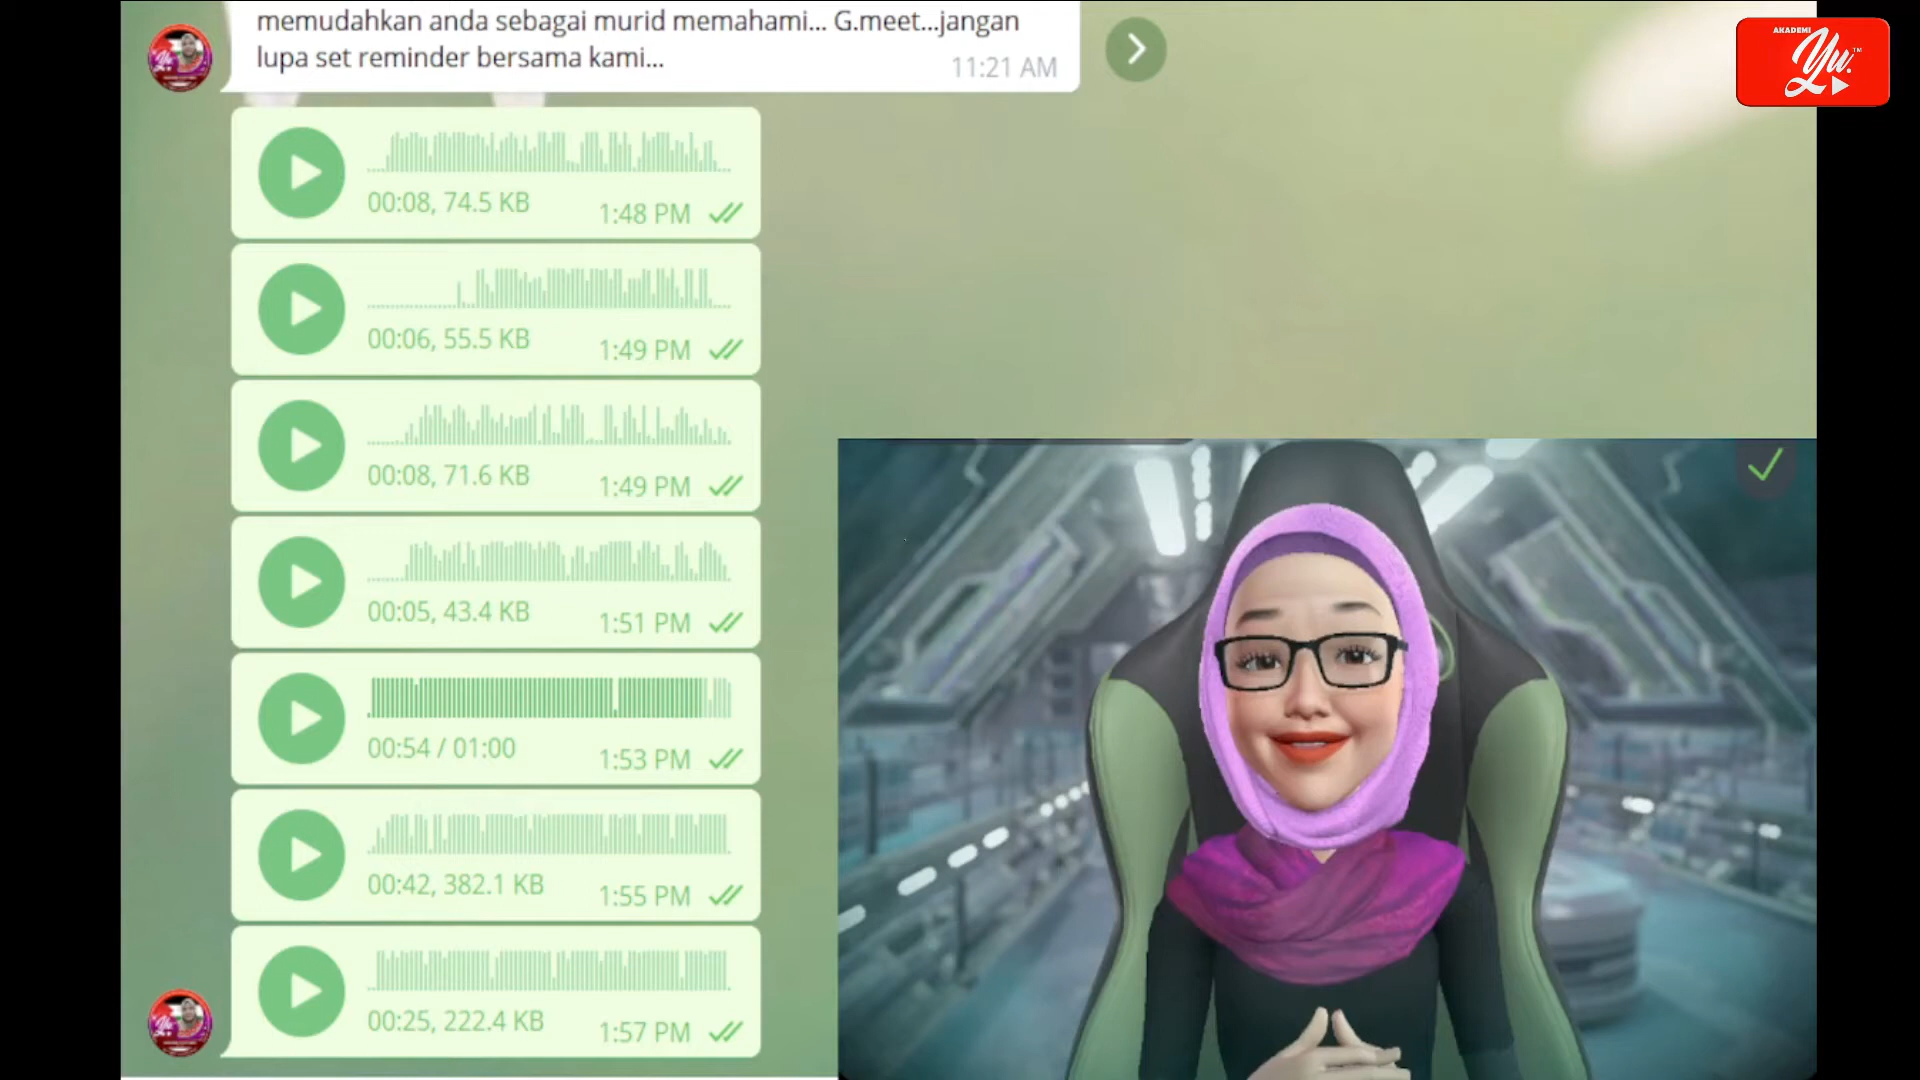 memudahkan anda sebagai murid memahami... G.meet...jangan
lupa set reminder bersama kami...
11:21 AM
AKADEMI
Yu.™
00:08, 74.5 KB
1:48 PM
00:06, 55.5 KB
1:49 PM
00:08, 71.6 KB
1:49 PM
00:05, 43.4 KB
1:51 PM
00:54 / 01:00
1:53 PM
00:42, 382.1 KB
1:55 PM
00:25, 222.4 KB
1:57 PM